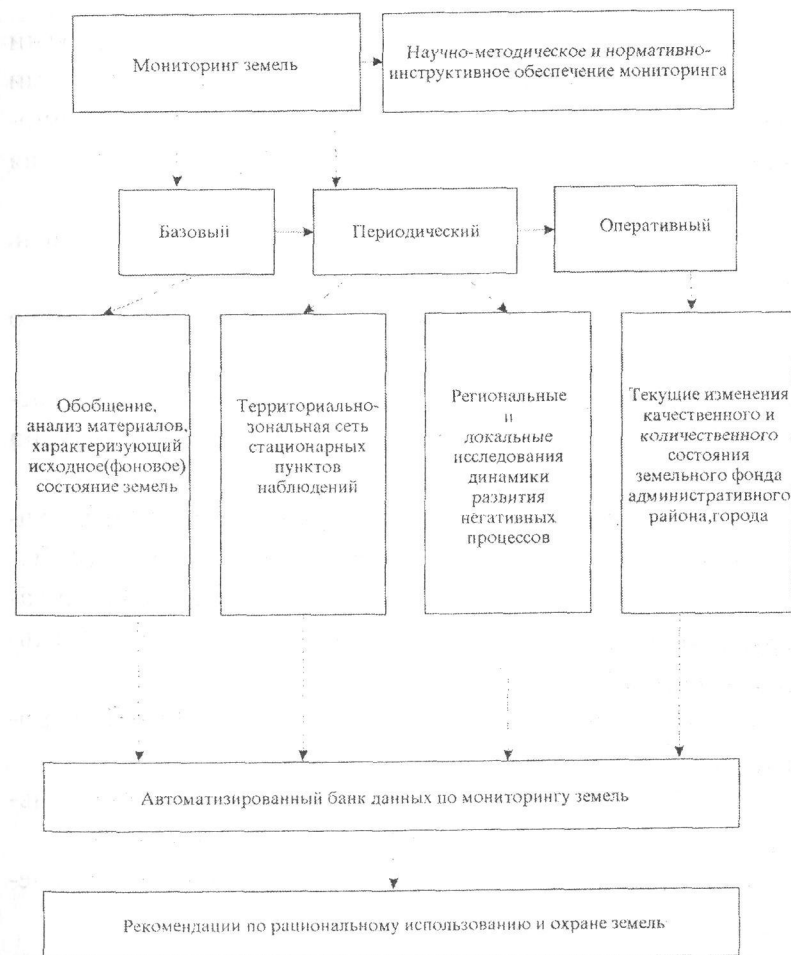 Мониторинг земель
Научно-методическое и нормативно-
инструктивное обеспечение мониторинга
Базовый
Периодический
Оперативный
Обобщение,
анализ материалов,
характеризующий
исходное(фоновое)
состояние земель
Территориально-
зональная сеть
стационарных
пунктов
наблюдений
Региональные
и
локальные
исследования
динамики
развития
негативных
процессов
Текущие изменения
качественного и
количественного
состояния
земельного фонда
административного
района,города
Автоматизированный банк данных по мониторингу земель
Рекомендации по рациональному использованию и охране земель